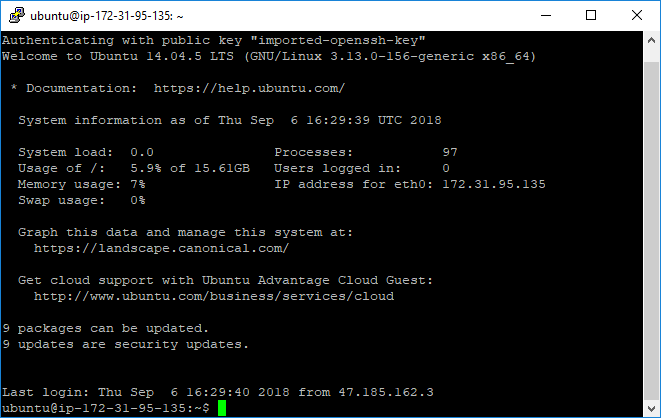 ubuntu@ip-172-31-95-135: ~
Authenticating with public key "imported-openssh-key"
Welcome to Ubuntu 14.04.5 LTS (GNU/Linux 3.13.0-156-generic x86_64)
* Documentation:  https://help.ubuntu.com/
System information as of Thu Sep  6 16:29:39 UTC 2018
System load:  0.0               Processes:           97
Usage of /:   5.9% of 15.61GB   Users logged in:     0
Memory usage: 7%                IP address for eth0: 172.31.95.135
Swap usage:   0%
Graph this data and manage this system at:
https://landscape.canonical.com/
Get cloud support with Ubuntu Advantage Cloud Guest:
http://www.ubuntu.com/business/services/cloud
9 packages can be updated.
9 updates are security updates.
Last login: Thu Sep  6 16:29:40 2018 from 47.185.162.3
ubuntu@ip-172-31-95-135:~$